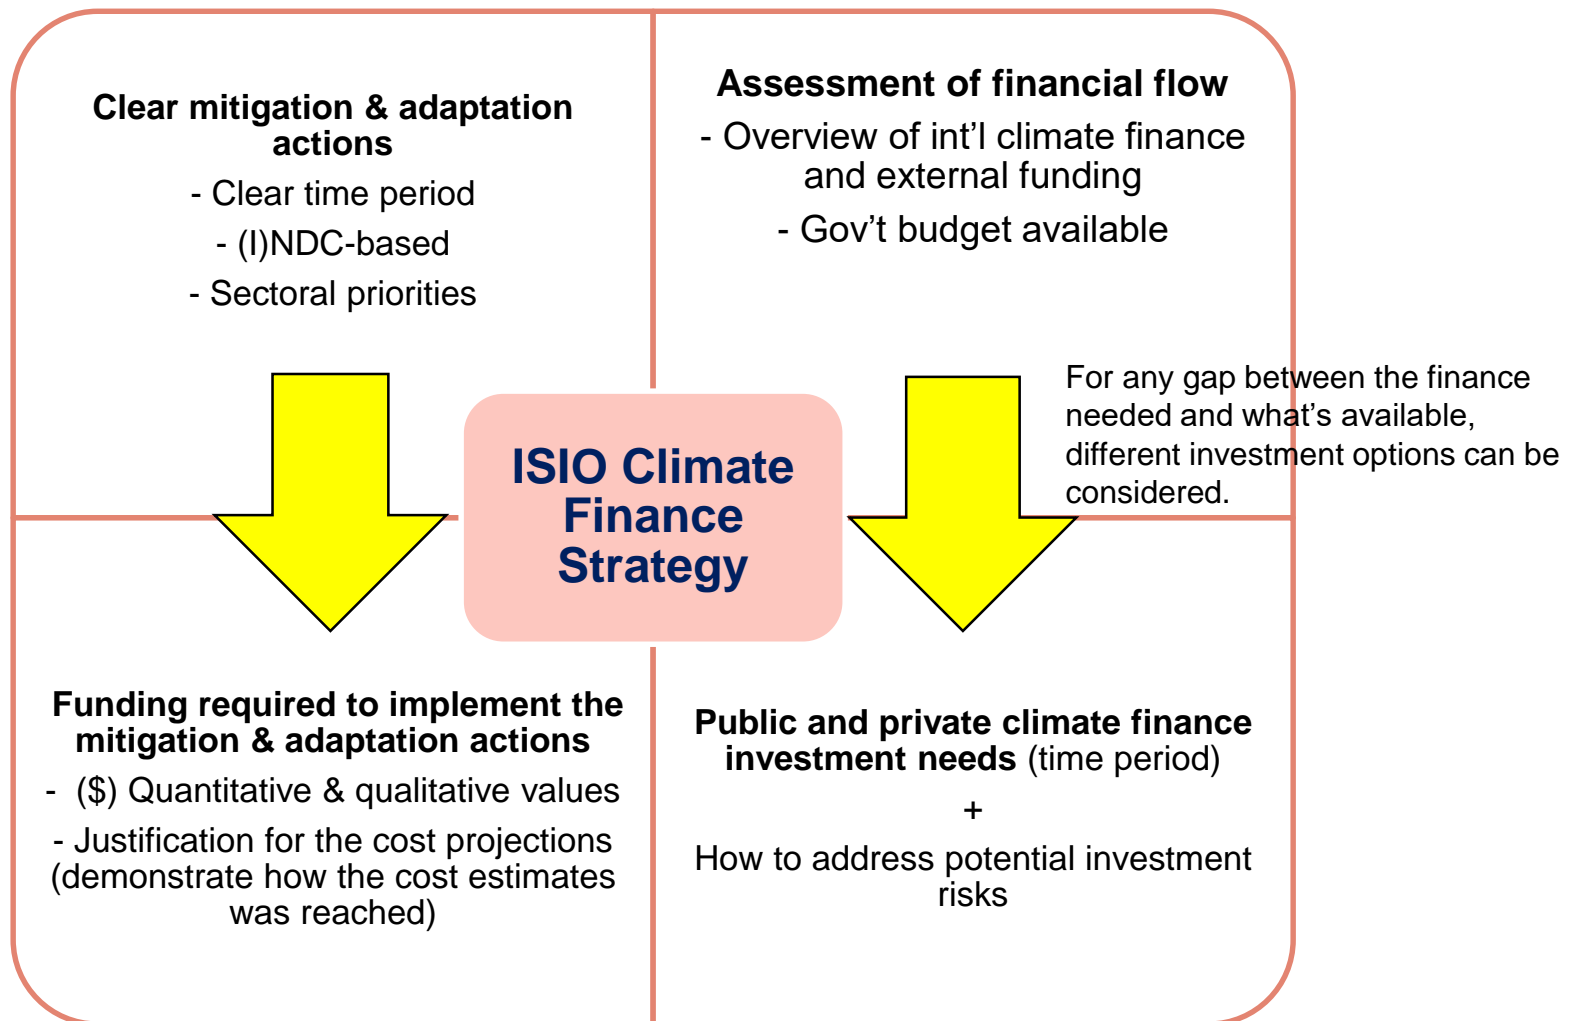 Clear mitigation & adaptation
actions
- Clear time period
- (I)NDC-based
- Sectoral priorities
Assessment of financial flow
- Overview of int’l climate finance
and external funding
- Gov’t budget available
For any gap between the finance
needed and what’s available,
different investment options can be
considered.
ISIO Climate
Finance
Strategy
Funding required to implement the
mitigation & adaptation actions
- ($) Quantitative & qualitative values
- Justification for the cost projections
(demonstrate how the cost estimates
was reached)
Public and private climate finance
investment needs (time period)
+
How to address potential investment
risks